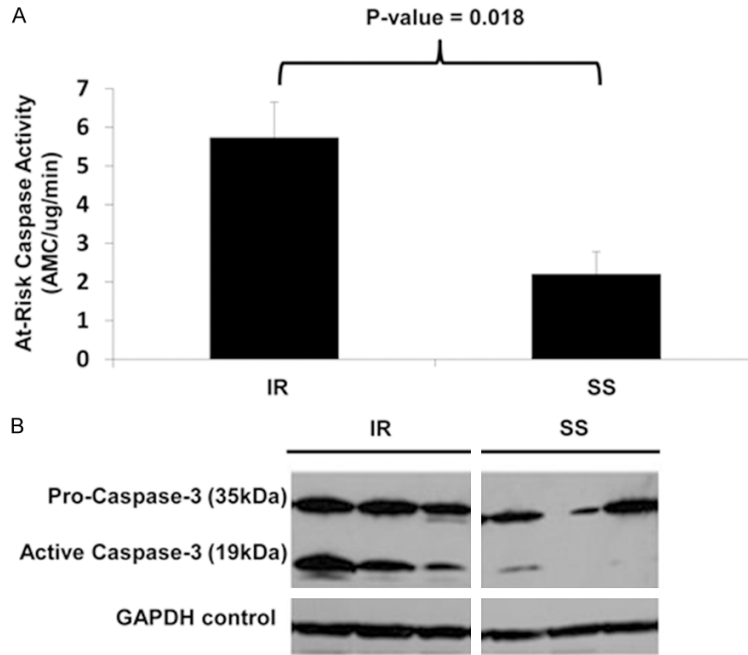 A
P-value = 0.018
At-Risk Caspase Activity
(AMC/ug/min)
7
6
5
4
3
2
1
0
IR
SS
B
IR
SS
Pro-Caspase-3 (35kDa)
Active Caspase-3 (19kDa)
GAPDH control